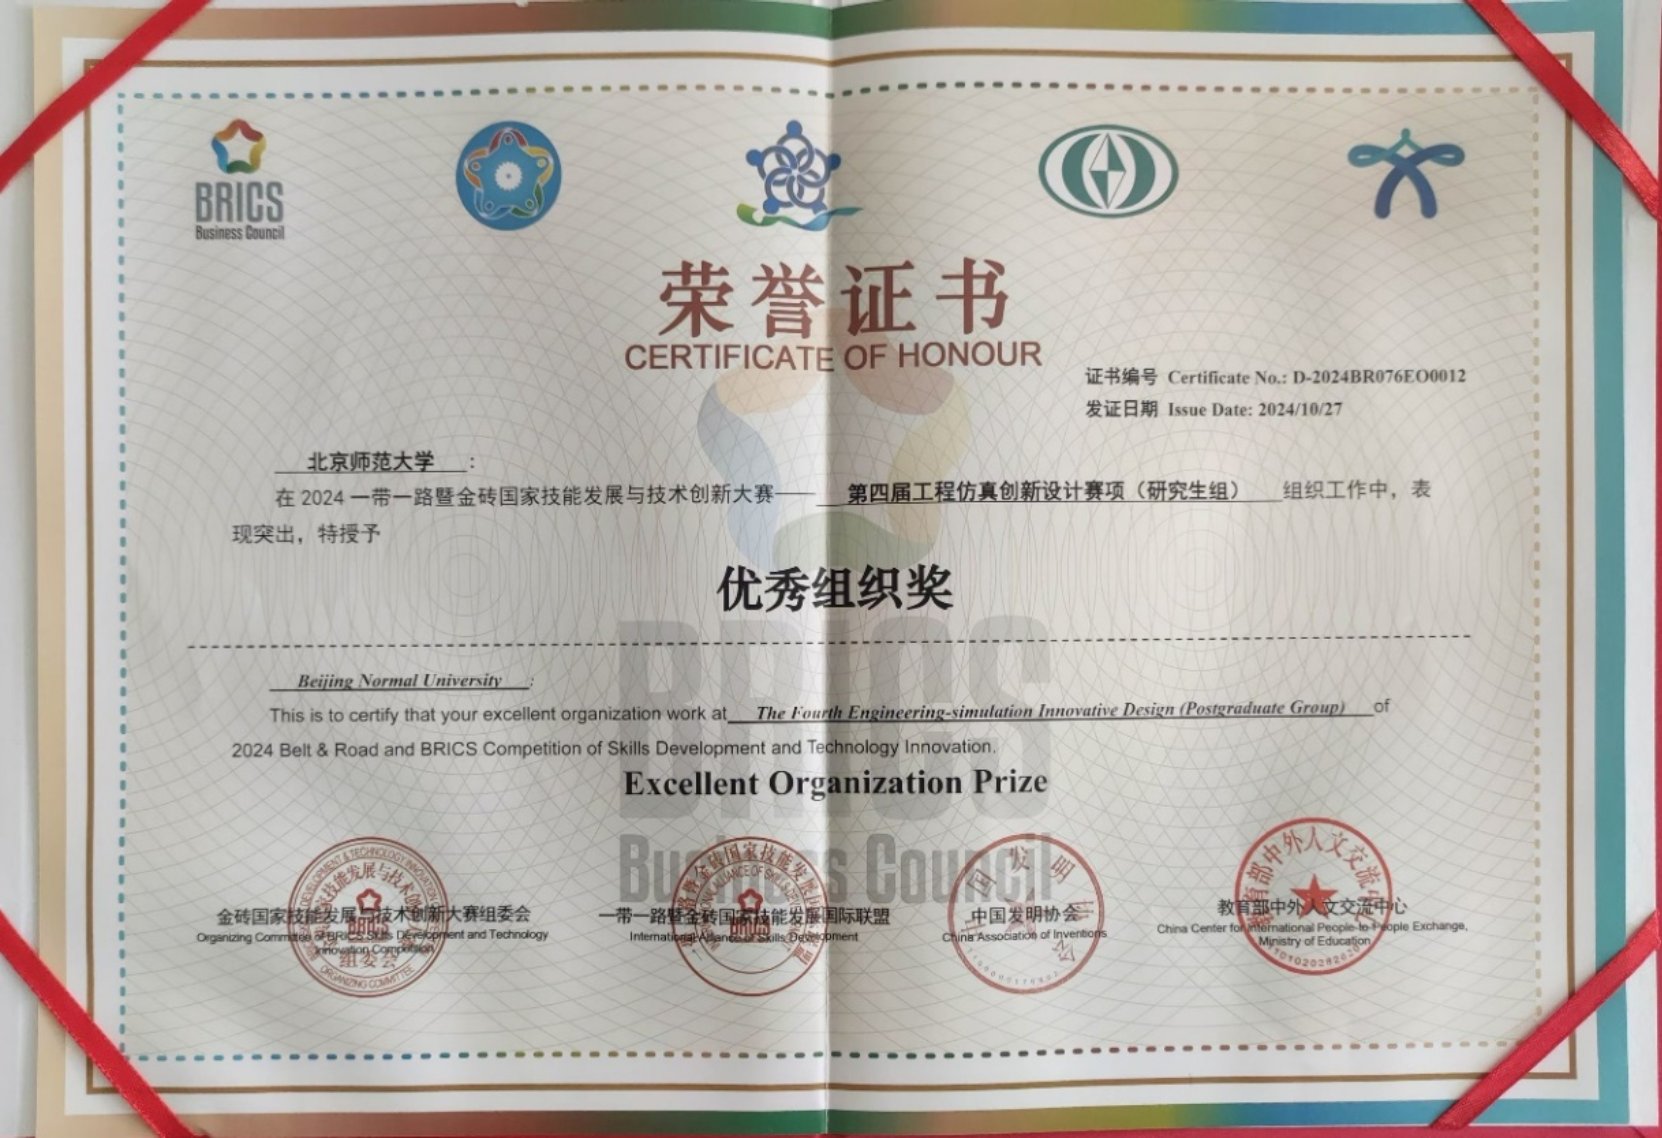 BRICS
Business Council
荣誉证书
CERTIFICATE OF HONOUR
证书编号 Certificate No.: D-2024BR076EO0012
发证日期 Issue Date: 2024/10/27
北京师范大学：
在 2024 一带一路暨金砖国家技能发展与技术创新大赛—— 第四届工程仿真创新设计赛项（研究生组） 组织工作中，表
现突出，特授予
优秀组织奖
Beijing Normal University :
This is to certify that your excellent organization work at The Fourth Engineering-simulation Innovative Design (Postgraduate Group) of
2024 Belt & Road and BRICS Competition of Skills Development and Technology Innovation.
Excellent Organization Prize
BRICS
Business Council
金砖国家技能发展与技术创新大赛组委会
Organizing Committee of BRICS Skills Development and Technology
Innovation Competition
组委会
ORGANIZING COMMITTEE
一带一路暨金砖国家技能发展国际联盟
International Alliance of Skills Development
中国发明协会
China Association of Inventions
教育部中外人文交流中心
China Center for International People-to-People Exchange,
Ministry of Education